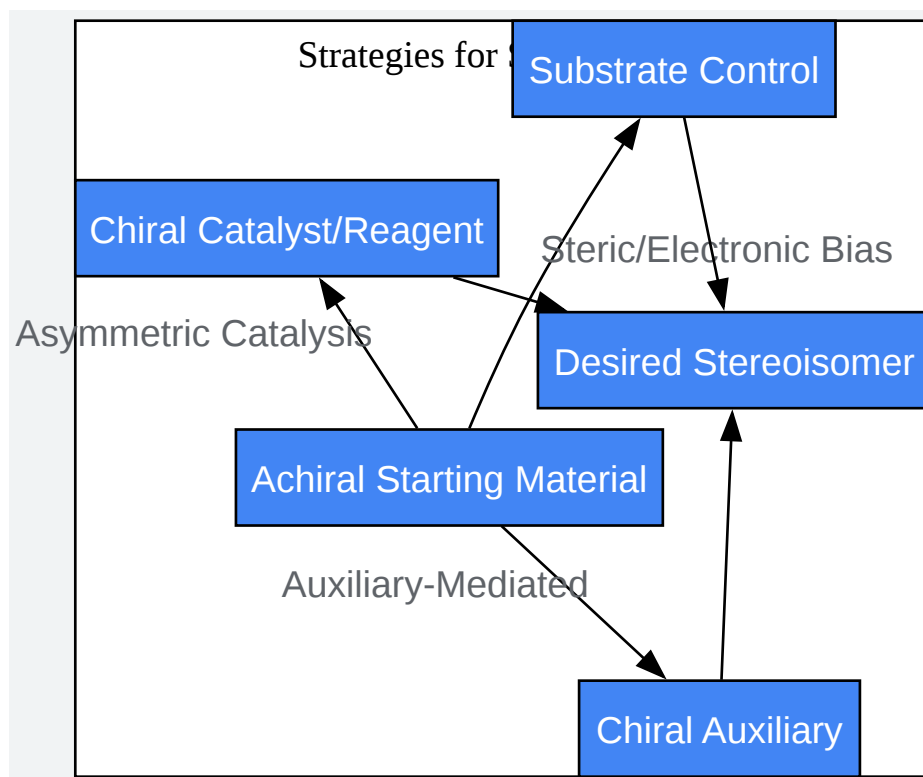 Strategies for
Substrate Control
Chiral Catalyst/Reagent
Steric/Electronic Bias
Asymmetric Catalysis
Desired Stereoisomer
Achiral Starting Material
Auxiliary-Mediated
Chiral Auxiliary